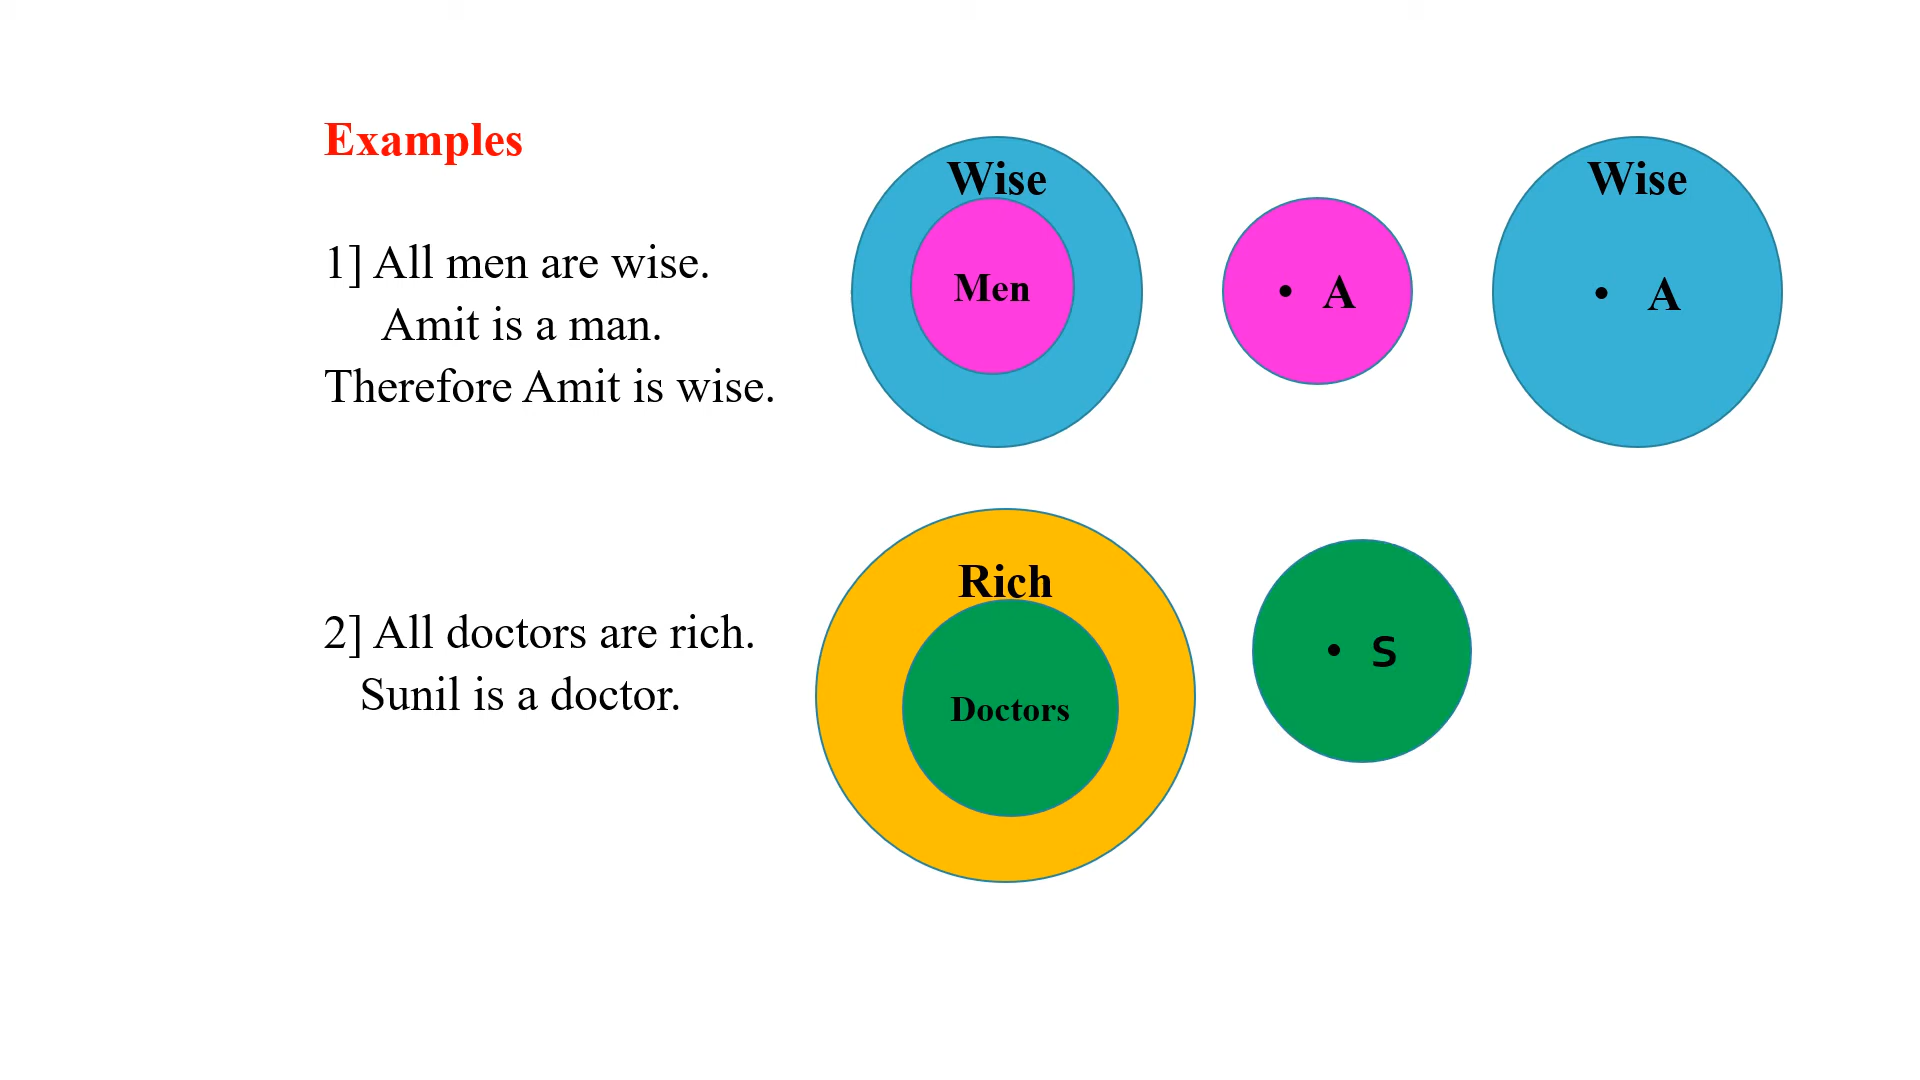 Examples
1] All men are wise.
Amit is a man.
Therefore Amit is wise.
Wise
Men
• A
Wise
• A
2] All doctors are rich.
Sunil is a doctor.
Rich
Doctors
• S